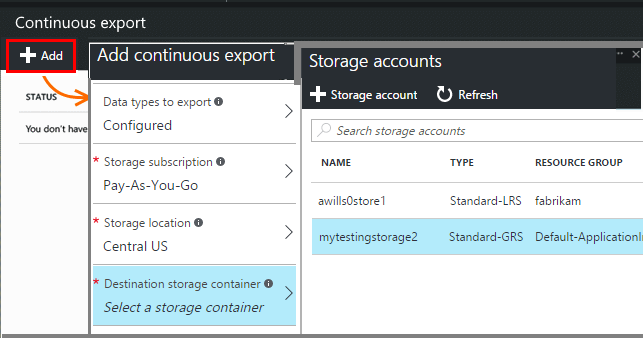 Continuous export
Add
STATUS
You don't have
Add continuous export
Data types to export
Configured
* Storage subscription
Pay-As-You-Go
* Storage location
Central US
* Destination storage container
Select a storage container
Storage accounts
Storage account
Refresh
Search storage accounts
NAME TYPE RESOURCE GROUP
awills0store1 Standard-LRS fabrikam
mytestingstorage2 Standard-GRS Default-ApplicationIn